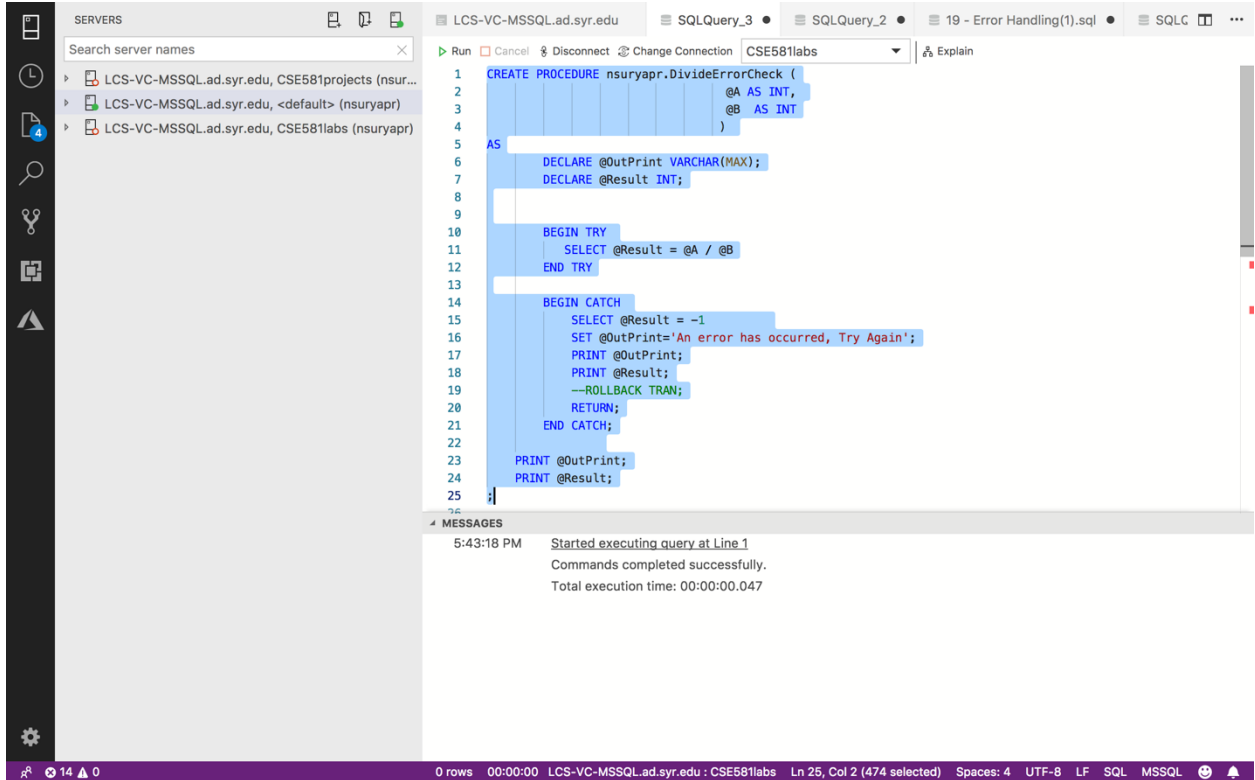 SERVERS
Search server names
LCS-VC-MSSQL.ad.syr.edu, CSE581projects (nsur...
LCS-VC-MSSQL.ad.syr.edu, <default> (nsuryapr)
LCS-VC-MSSQL.ad.syr.edu, CSE581labs (nsuryapr)
4
LCS-VC-MSSQL.ad.syr.edu SQLQuery_3 SQLQuery_2 19 - Error Handling(1).sql SQLC
Run Cancel Disconnect Change Connection CSE581labs Explain
1 CREATE PROCEDURE nsuryapr.DivideErrorCheck (
2 @A AS INT,
3 @B AS INT
4 )
5 AS
6 DECLARE @OutPrint VARCHAR(MAX);
7 DECLARE @Result INT;
8
9
10 BEGIN TRY
11 SELECT @Result = @A / @B
12 END TRY
13
14 BEGIN CATCH
15 SELECT @Result = -1
16 SET @OutPrint='An error has occurred, Try Again';
17 PRINT @OutPrint;
18 PRINT @Result;
19 --ROLLBACK TRAN;
20 RETURN;
21 END CATCH;
22
23 PRINT @OutPrint;
24 PRINT @Result;
25 ;
26
MESSAGES
5:43:18 PM Started executing query at Line 1
Commands completed successfully.
Total execution time: 00:00:00.047
14 0 0 rows 00:00:00 LCS-VC-MSSQL.ad.syr.edu : CSE581labs Ln 25, Col 2 (474 selected) Spaces: 4 UTF-8 LF SQL MSSQL